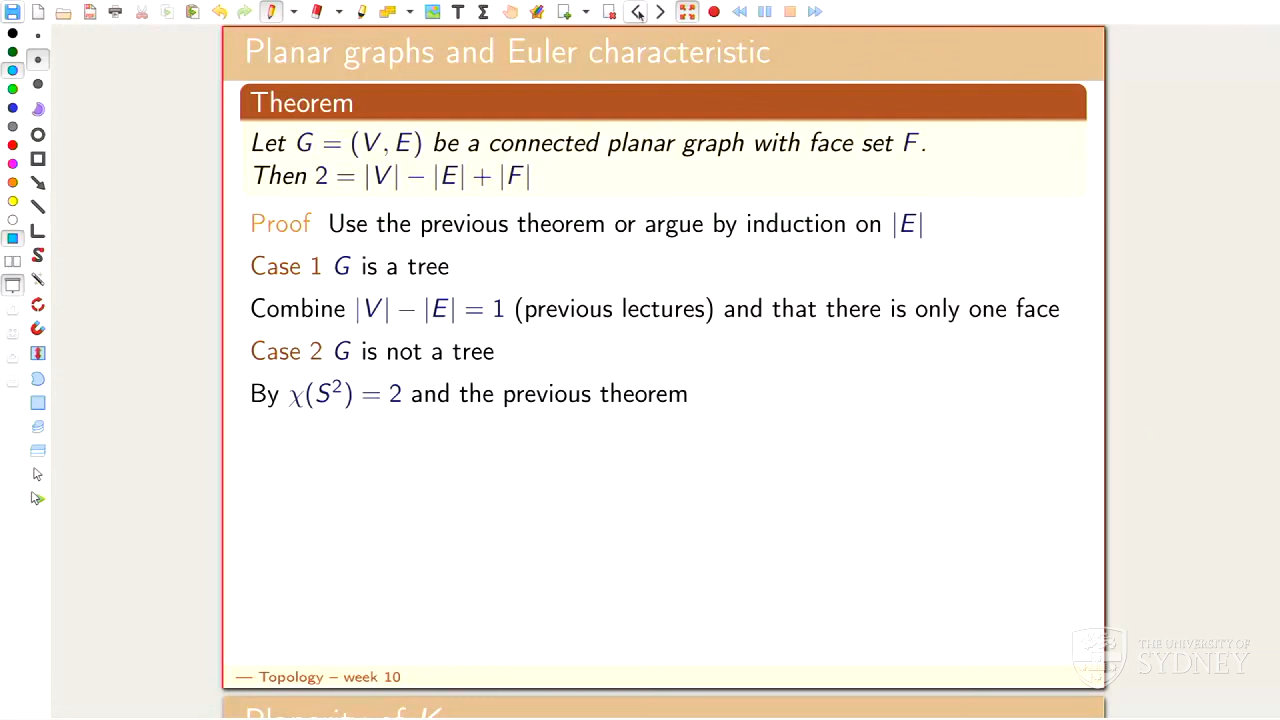 Planar graphs and Euler characteristic
Theorem
Let G = (V, E) be a connected planar graph with face set F.
Then 2 = |V| − |E| + |F|
Proof Use the previous theorem or argue by induction on |E|
Case 1 G is a tree
Combine |V| − |E| = 1 (previous lectures) and that there is only one face
Case 2 G is not a tree
By χ(S²) = 2 and the previous theorem
THE UNIVERSITY OF
SYDNEY
— Topology – week 10
Planarity of K